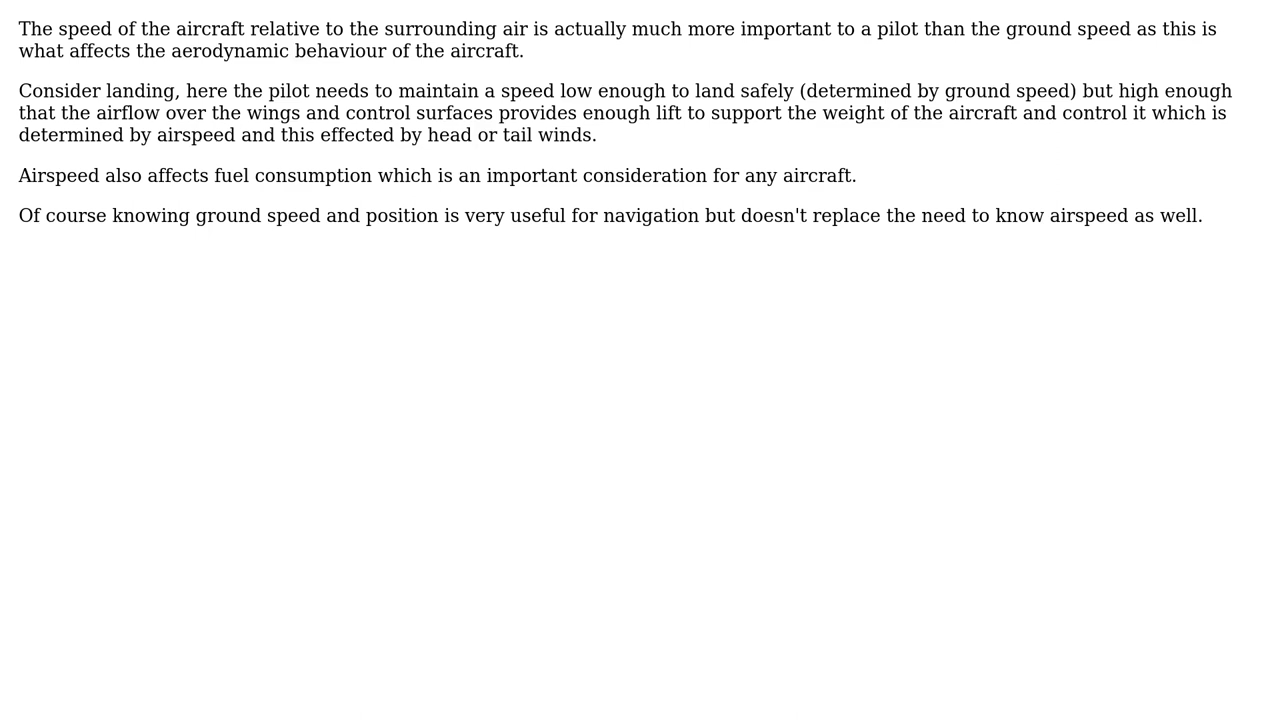 The speed of the aircraft relative to the surrounding air is actually much more important to a pilot than the ground speed as this is
what affects the aerodynamic behaviour of the aircraft.
Consider landing, here the pilot needs to maintain a speed low enough to land safely (determined by ground speed) but high enough
that the airflow over the wings and control surfaces provides enough lift to support the weight of the aircraft and control it which is
determined by airspeed and this effected by head or tail winds.
Airspeed also affects fuel consumption which is an important consideration for any aircraft.
Of course knowing ground speed and position is very useful for navigation but doesn't replace the need to know airspeed as well.